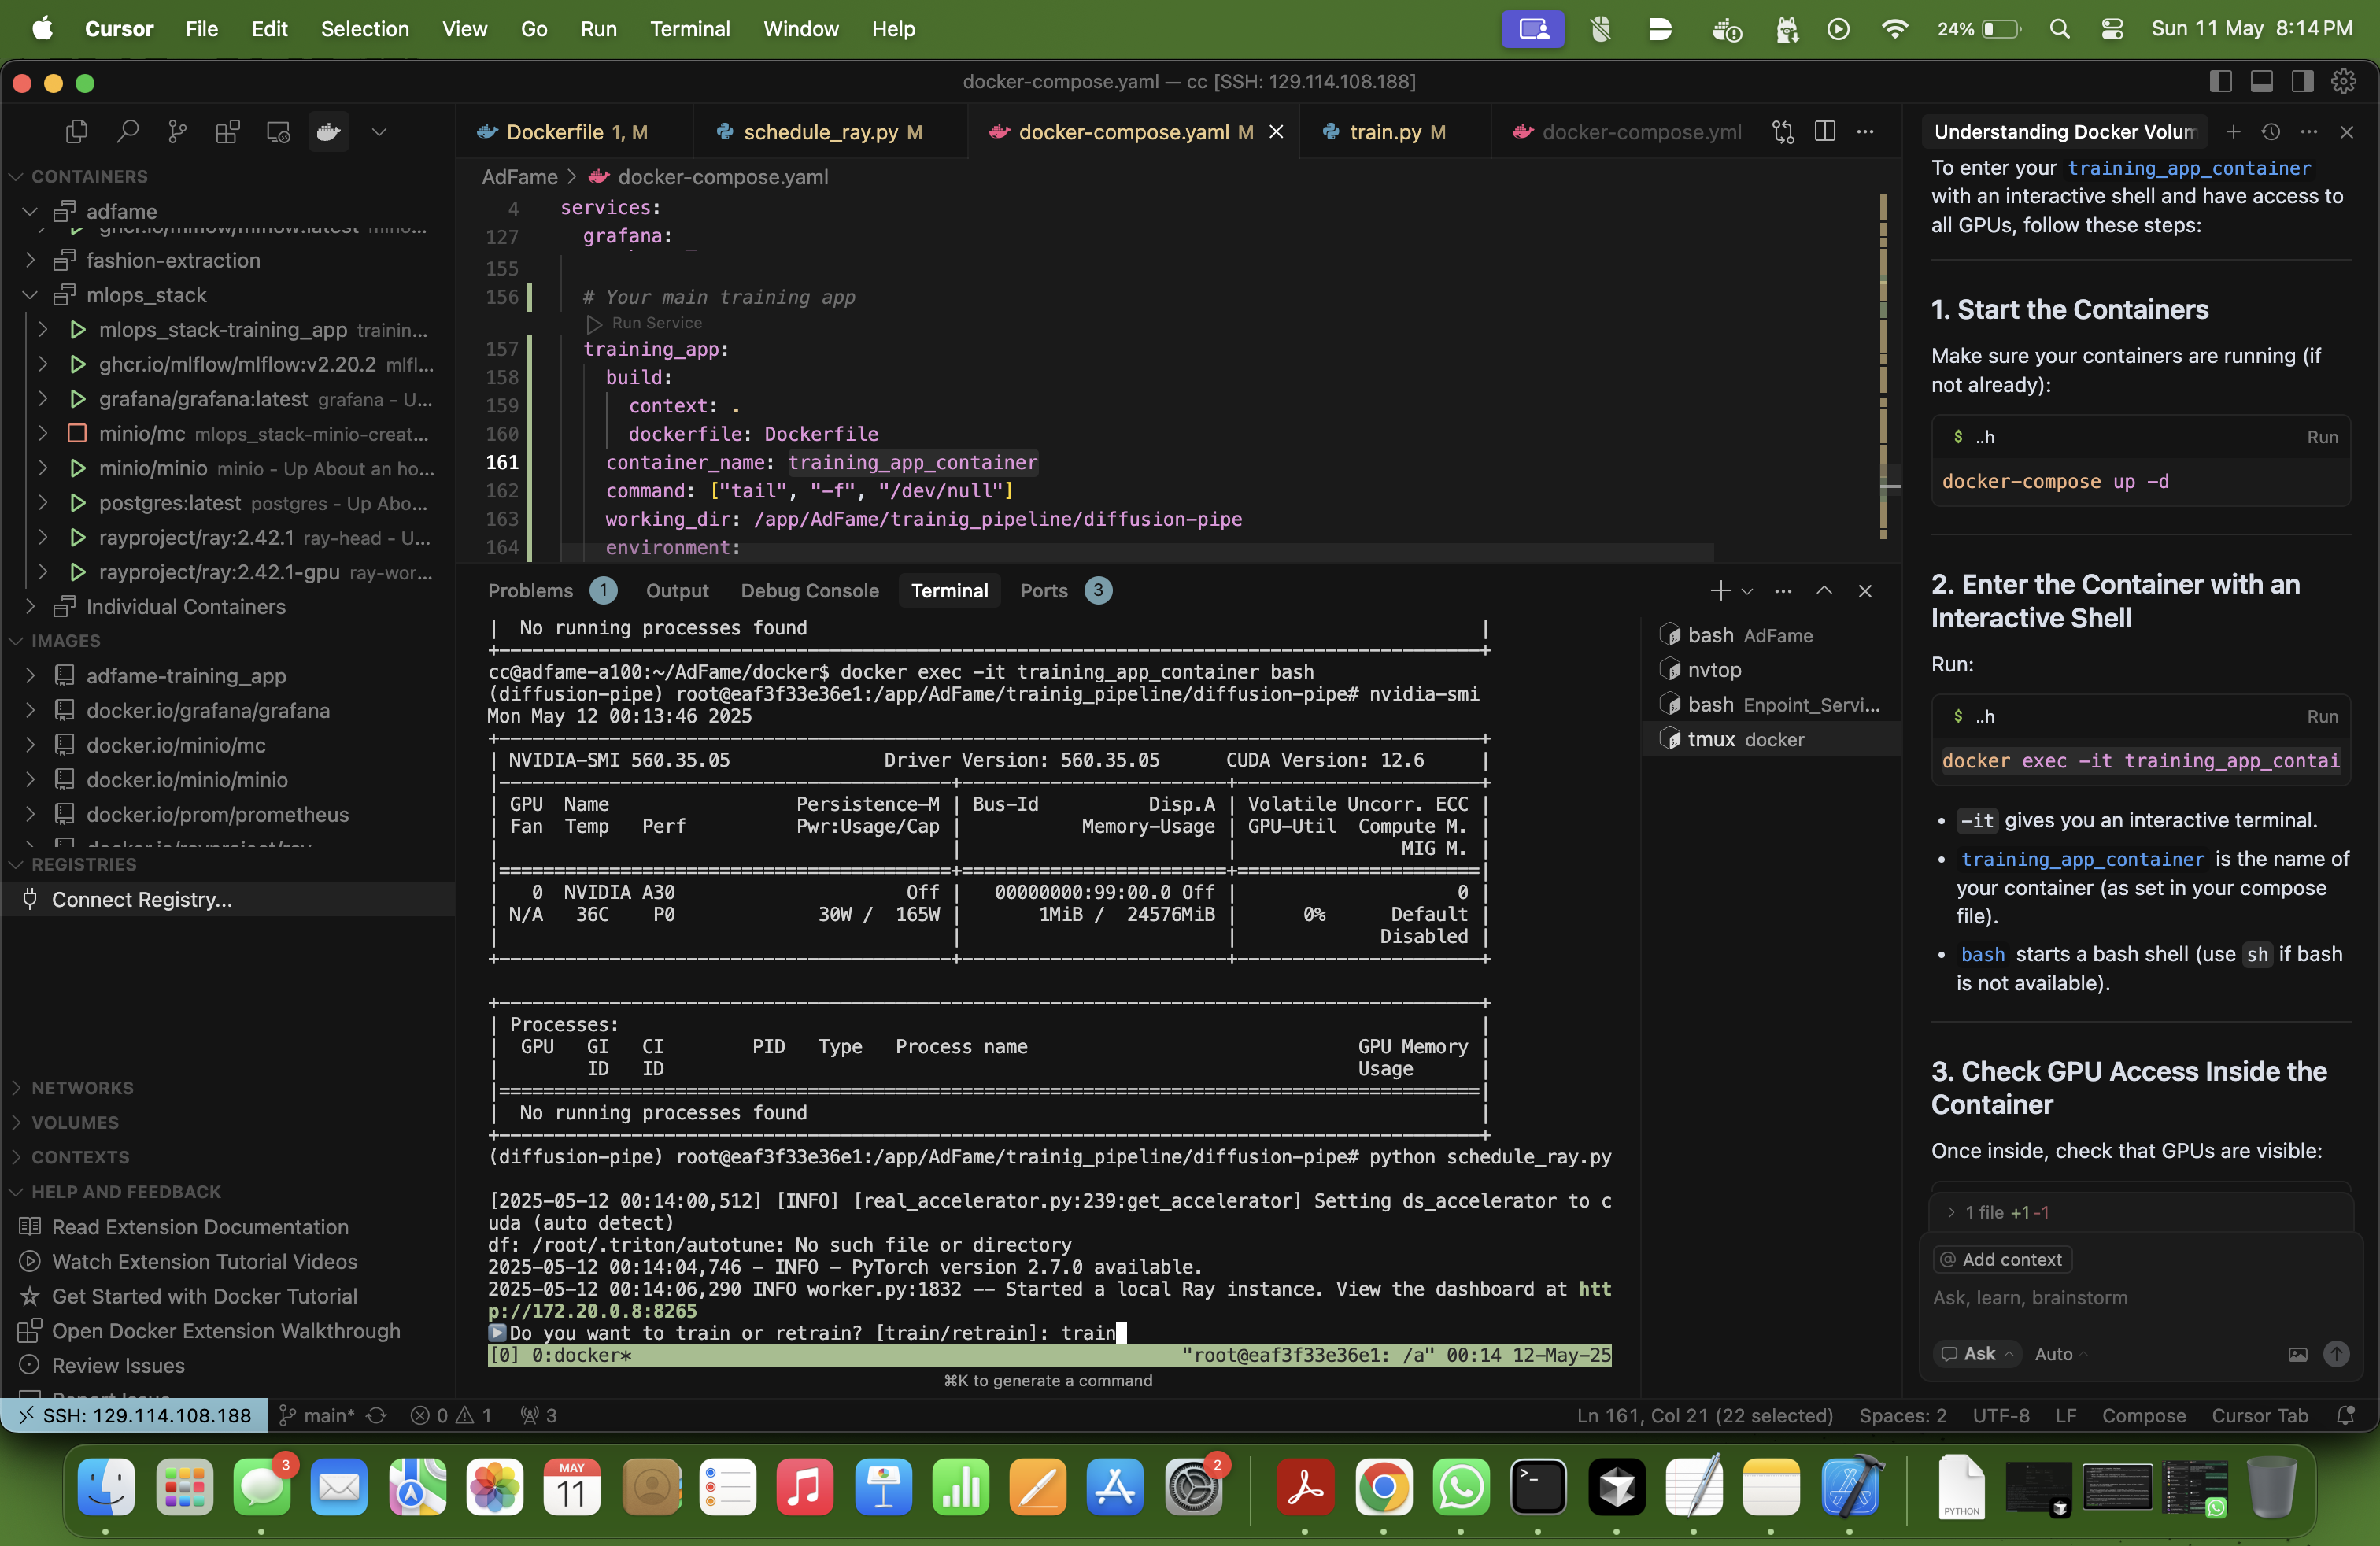 Cursor File Edit Selection View Go Run Terminal Window Help
24% Sun 11 May 8:14 PM
docker-compose.yaml — cc [SSH: 129.114.108.188]
CONTAINERS
adfame
fashion-extraction
mlops_stack
mlops_stack-training_app trainin...
ghcr.io/mlflow/mlflow:v2.20.2 mlfl...
grafana/grafana:latest grafana - U...
minio/mc mlops_stack-minio-creat...
minio/minio minio - Up About an ho...
postgres:latest postgres - Up Abo...
rayproject/ray:2.42.1 ray-head - U...
rayproject/ray:2.42.1-gpu ray-wor...
Individual Containers
IMAGES
adfame-training_app
docker.io/grafana/grafana
docker.io/minio/mc
docker.io/minio/minio
docker.io/prom/prometheus
REGISTRIES
Connect Registry...
NETWORKS
VOLUMES
CONTEXTS
HELP AND FEEDBACK
Read Extension Documentation
Watch Extension Tutorial Videos
Get Started with Docker Tutorial
Open Docker Extension Walkthrough
Review Issues
Dockerfile 1, M schedule_ray.py M docker-compose.yaml M train.py M docker-compose.yml
AdFame > docker-compose.yaml
4 services:
127 grafana:
155
156 # Your main training app
Run Service
157 training_app:
158 build:
159 context: .
160 dockerfile: Dockerfile
161 container_name: training_app_container
162 command: ["tail", "-f", "/dev/null"]
163 working_dir: /app/AdFame/trainig_pipeline/diffusion-pipe
164 environment:
Problems 1 Output Debug Console Terminal Ports 3
| No running processes found |
cc@adfame-a100:~/AdFame/docker$ docker exec -it training_app_container bash
(diffusion-pipe) root@eaf3f33e36e1:/app/AdFame/trainig_pipeline/diffusion-pipe# nvidia-smi
Mon May 12 00:13:46 2025
| NVIDIA-SMI 560.35.05 Driver Version: 560.35.05 CUDA Version: 12.6 |
| GPU Name Persistence-M | Bus-Id Disp.A | Volatile Uncorr. ECC |
| Fan Temp Perf Pwr:Usage/Cap | Memory-Usage | GPU-Util Compute M. |
| | | MIG M. |
| 0 NVIDIA A30 Off | 00000000:99:00.0 Off | 0 |
| N/A 36C P0 30W / 165W | 1MiB / 24576MiB | 0% Default |
| | | Disabled |
| Processes: |
| GPU GI CI PID Type Process name GPU Memory |
| ID ID Usage |
| No running processes found |
(diffusion-pipe) root@eaf3f33e36e1:/app/AdFame/trainig_pipeline/diffusion-pipe# python schedule_ray.py
[2025-05-12 00:14:00,512] [INFO] [real_accelerator.py:239:get_accelerator] Setting ds_accelerator to c
uda (auto detect)
df: /root/.triton/autotune: No such file or directory
2025-05-12 00:14:04,746 - INFO - PyTorch version 2.7.0 available.
2025-05-12 00:14:06,290 INFO worker.py:1832 -- Started a local Ray instance. View the dashboard at htt
p://172.20.0.8:8265
Do you want to train or retrain? [train/retrain]: train
[0] 0:docker* "root@eaf3f33e36e1: /a" 00:14 12-May-25
⌘K to generate a command
bash AdFame
nvtop
bash Enpoint_Servi...
tmux docker
Understanding Docker Volum
To enter your training_app_container
with an interactive shell and have access to
all GPUs, follow these steps:
1. Start the Containers
Make sure your containers are running (if
not already):
$ ..h Run
docker-compose up -d
2. Enter the Container with an
Interactive Shell
Run:
$ ..h Run
docker exec -it training_app_contai
• -it gives you an interactive terminal.
• training_app_container is the name of
your container (as set in your compose
file).
• bash starts a bash shell (use sh if bash
is not available).
3. Check GPU Access Inside the
Container
Once inside, check that GPUs are visible:
1 file +1 -1
@ Add context
Ask, learn, brainstorm
Ask Auto
SSH: 129.114.108.188 main* 0 1 3
Ln 161, Col 21 (22 selected) Spaces: 2 UTF-8 LF Compose Cursor Tab
3
MAY
11
2
PYTHON